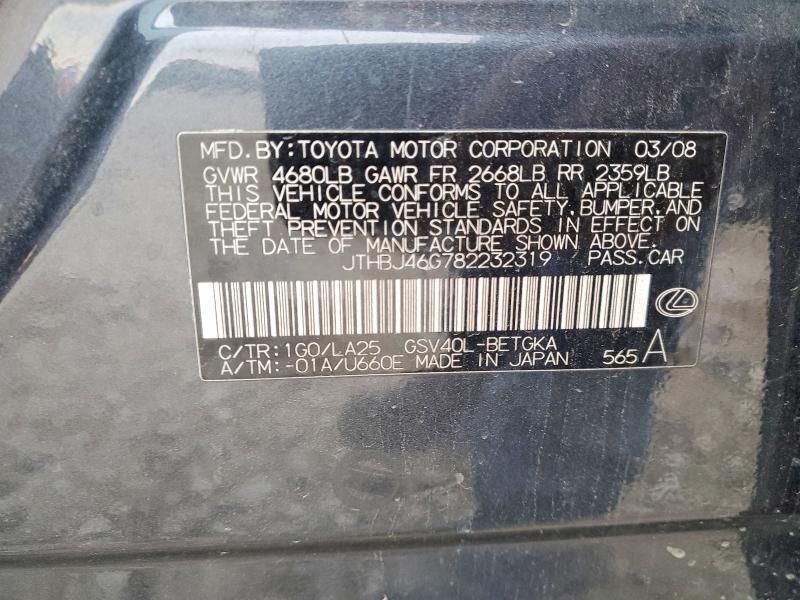 MFD.BY:TOYOTA MOTOR CORPORATION 03/08
GVWR 4680LB GAWR FR 2668LB RR 2359LB
THIS VEHICLE CONFORMS TO ALL APPLICABLE
FEDERAL MOTOR VEHICLE SAFETY,BUMPER,AND
THEFT PREVENTION STANDARDS IN EFFECT ON
THE DATE OF MANUFACTURE SHOWN ABOVE.
JTHBJ46G782232319 PASS.CAR
C/TR:1G0/LA25 GSV40L-BETGKA
A/TM:-01A/U660E MADE IN JAPAN 565 A